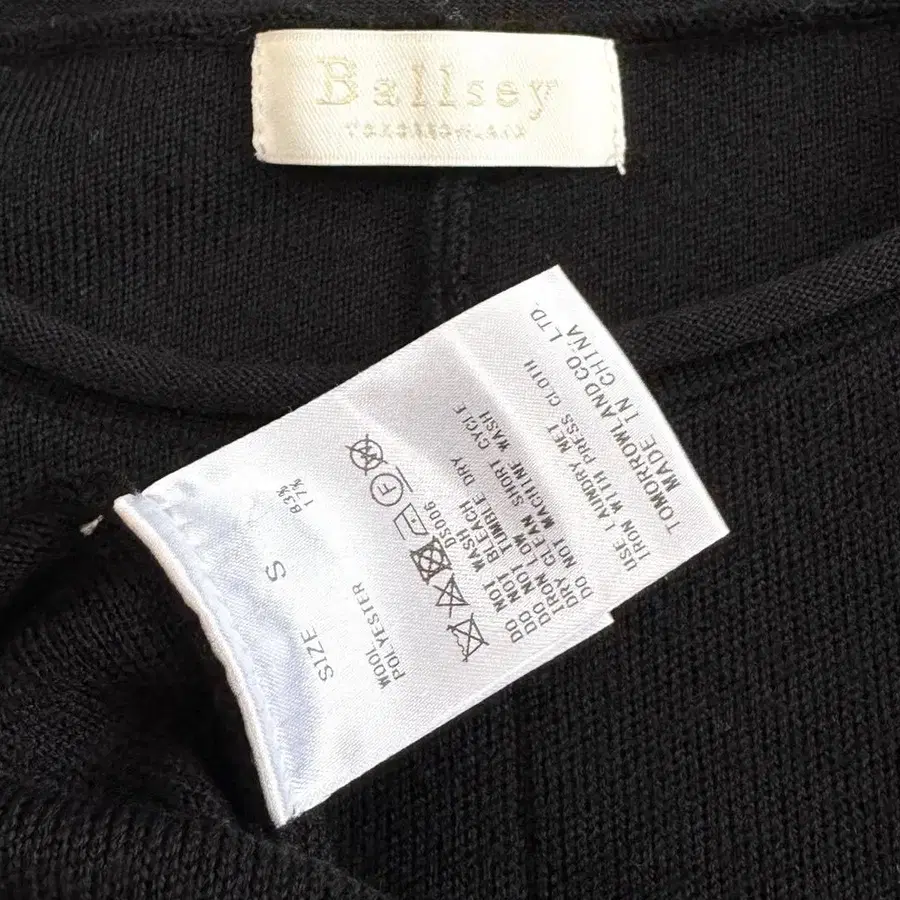 Ballsey
TOMORROWLAND
SIZE S
WOOL 83%
POLYESTER 17%
F
DS006
DO NOT WASH
DO NOT BLEACH
DO NOT TUMBLE DRY
IRON LOW
DRY CLEAN SHORT CYCLE
DO NOT MACHINE WASH
USE LAUNDRY NET
IRON WITH PRESS CLOTH
TOMORROWLAND CO., LTD.
MADE IN CHINA